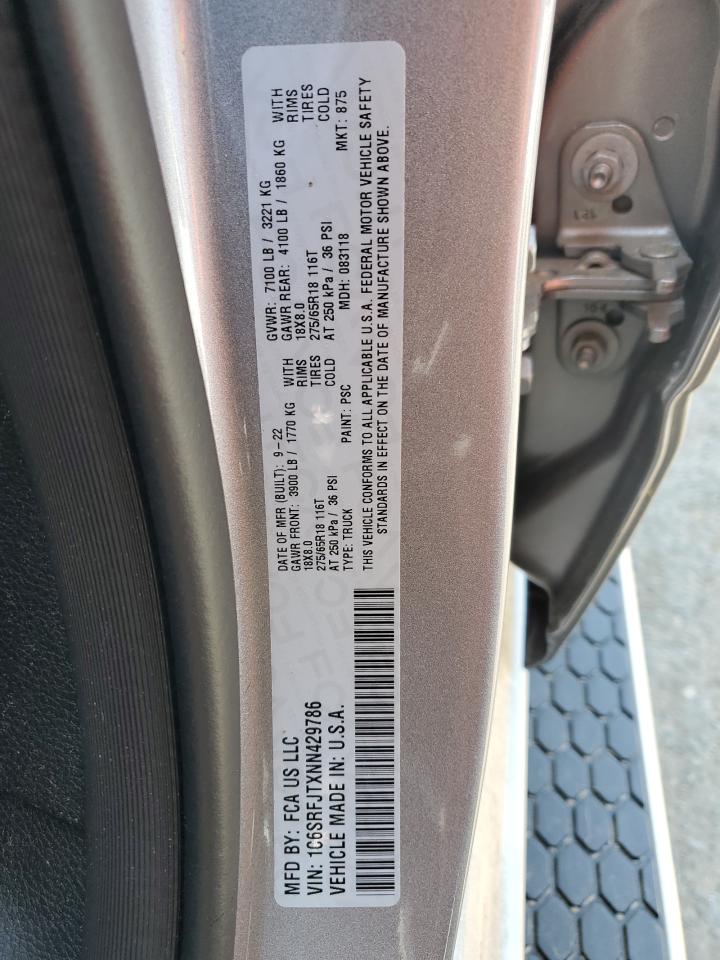 MFD BY: FCA US LLC
VIN: 1C6SRFJTXNN429786
VEHICLE MADE IN: U.S.A.
DATE OF MFR (BUILT): 9-22 GVWR: 7100 LB / 3221 KG
GAWR FRONT: 3900 LB / 1770 KG WITH GAWR REAR: 4100 LB / 1860 KG WITH
18X8.0 RIMS 18X8.0 RIMS
275/65R18 116T TIRES 275/65R18 116T TIRES
AT 250 kPa / 36 PSI COLD AT 250 kPa / 36 PSI COLD
TYPE: TRUCK PAINT: PSC MDH: 083118 MKT: 875
THIS VEHICLE CONFORMS TO ALL APPLICABLE U.S.A. FEDERAL MOTOR VEHICLE SAFETY
STANDARDS IN EFFECT ON THE DATE OF MANUFACTURE SHOWN ABOVE.